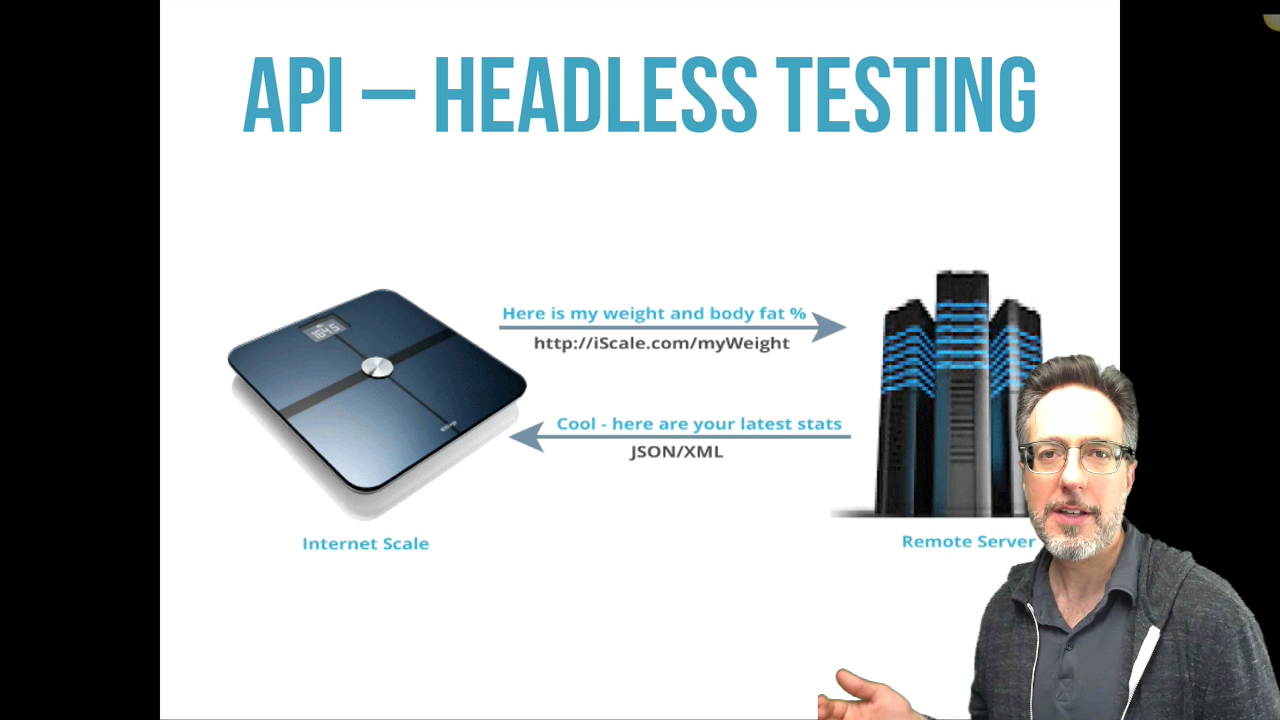 API – HEADLESS TESTING
Here is my weight and body fat %
http://iScale.com/myWeight
Cool - here are your latest stats
JSON/XML
Internet Scale
Remote Server